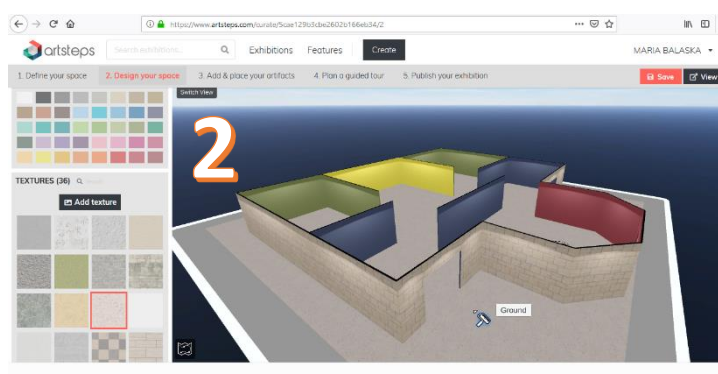 https://www.artsteps.com/curate/5cae129b3cbe2602b166eb34/2
artsteps
Search exhibitions...
Exhibitions
Features
Create
MARIA BALASKA
1. Define your space
2. Design your space
3. Add & place your artifacts
4. Plan a guided tour
5. Publish your exhibition
Save
View
Switch View
2
TEXTURES (36)
Add texture
Ground